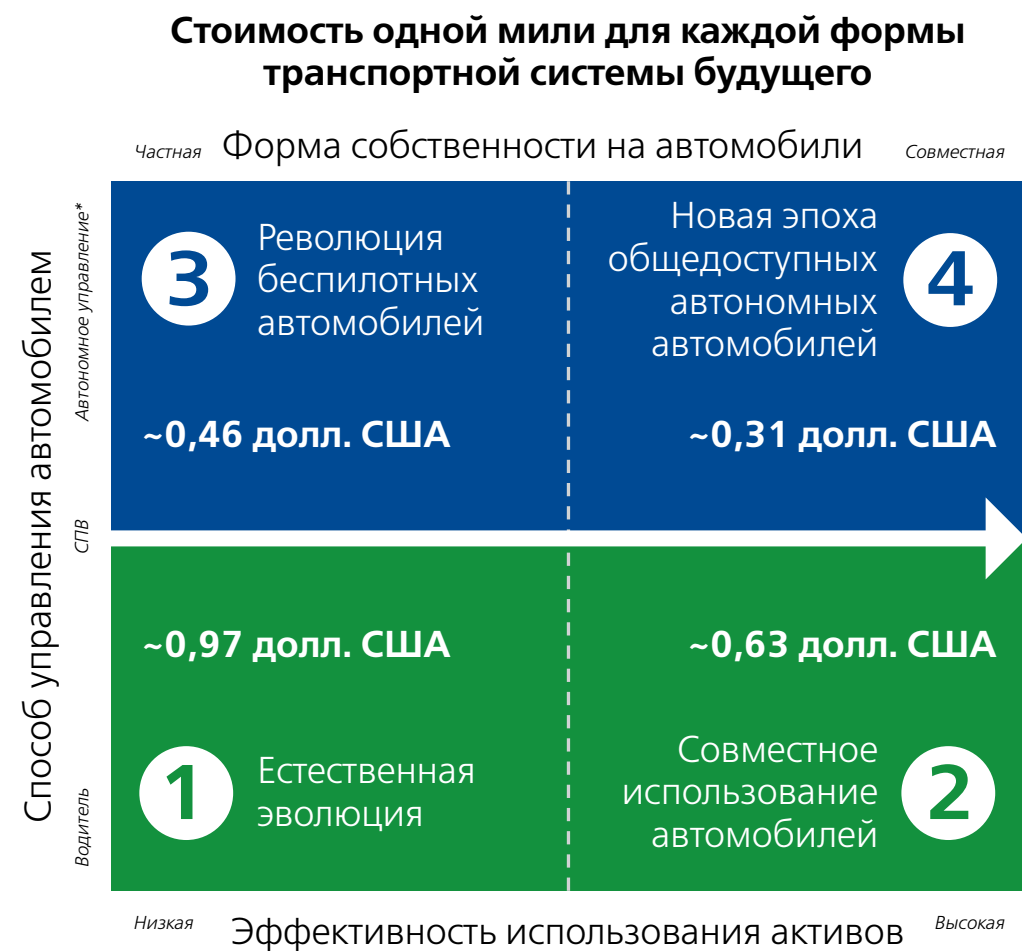 Стоимость одной мили для каждой формы
транспортной системы будущего
Частная
Форма собственности на автомобили
Совместная
Способ управления автомобилем
Автономное управление*
СПВ
Водитель
3
Революция
беспилотных
автомобилей
~0,46 долл. США
Новая эпоха
общедоступных
автономных
автомобилей
4
~0,31 долл. США
~0,97 долл. США
1
Естественная
эволюция
~0,63 долл. США
Совместное
использование
автомобилей
2
Низкая
Эффективность использования активов
Высокая